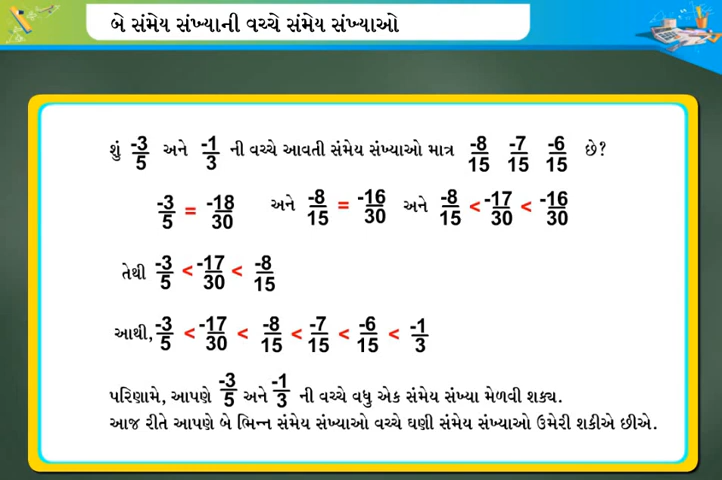 બે સંમેય સંખ્યાની વચ્ચે સંમેય સંખ્યાઓ
શું -3/5 અને -1/3 ની વચ્ચે આવતી સંમેય સંખ્યાઓ માત્ર -8/15 -7/15 -6/15 છે?
-3/5 = -18/30 અને -8/15 = -16/30 અને -8/15 < -17/30 < -16/30
તેથી -3/5 < -17/30 < -8/15
આથી, -3/5 < -17/30 < -8/15 < -7/15 < -6/15 < -1/3
પરિણામે, આપણે -3/5 અને -1/3 ની વચ્ચે વધુ એક સંમેય સંખ્યા મેળવી શક્ય.
આજ રીતે આપણે બે ભિન્ન સંમેય સંખ્યાઓ વચ્ચે ઘણી સંમેય સંખ્યાઓ ઉમેરી શકીએ છીએ.